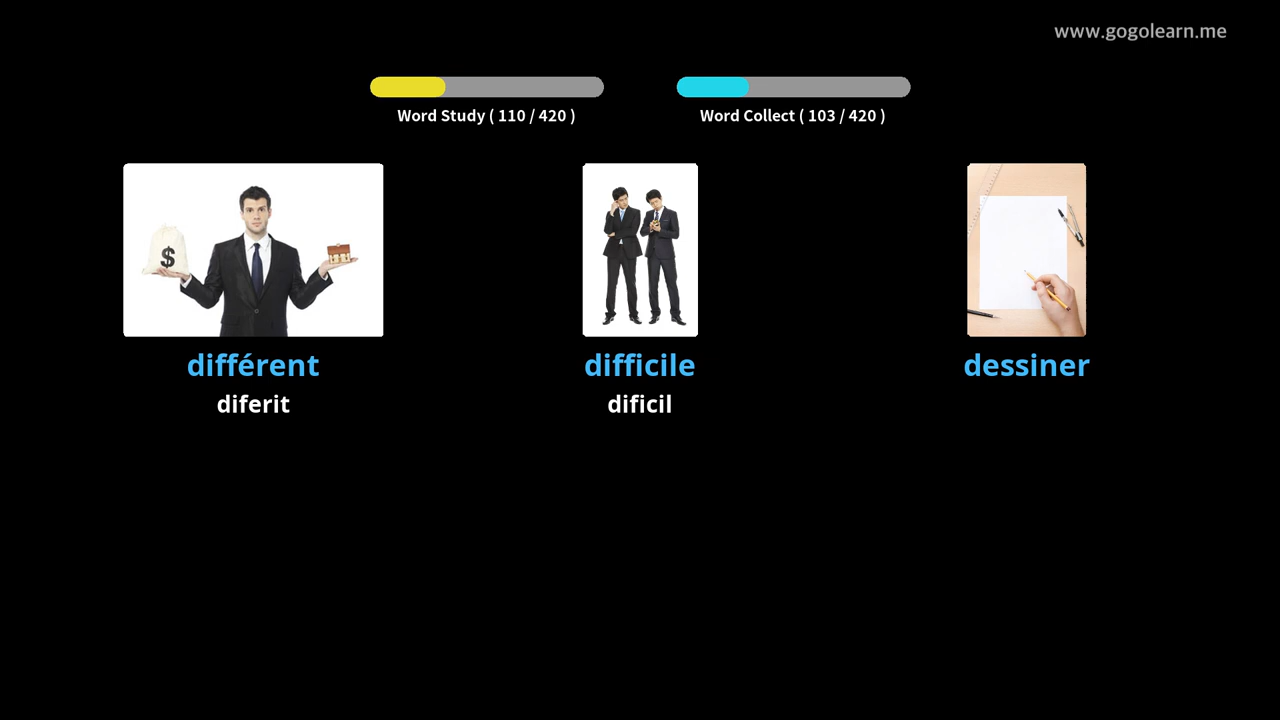 www.gogolearn.me
Word Study ( 110 / 420 )
Word Collect ( 103 / 420 )
$
différent
difficile
dessiner
diferit
dificil